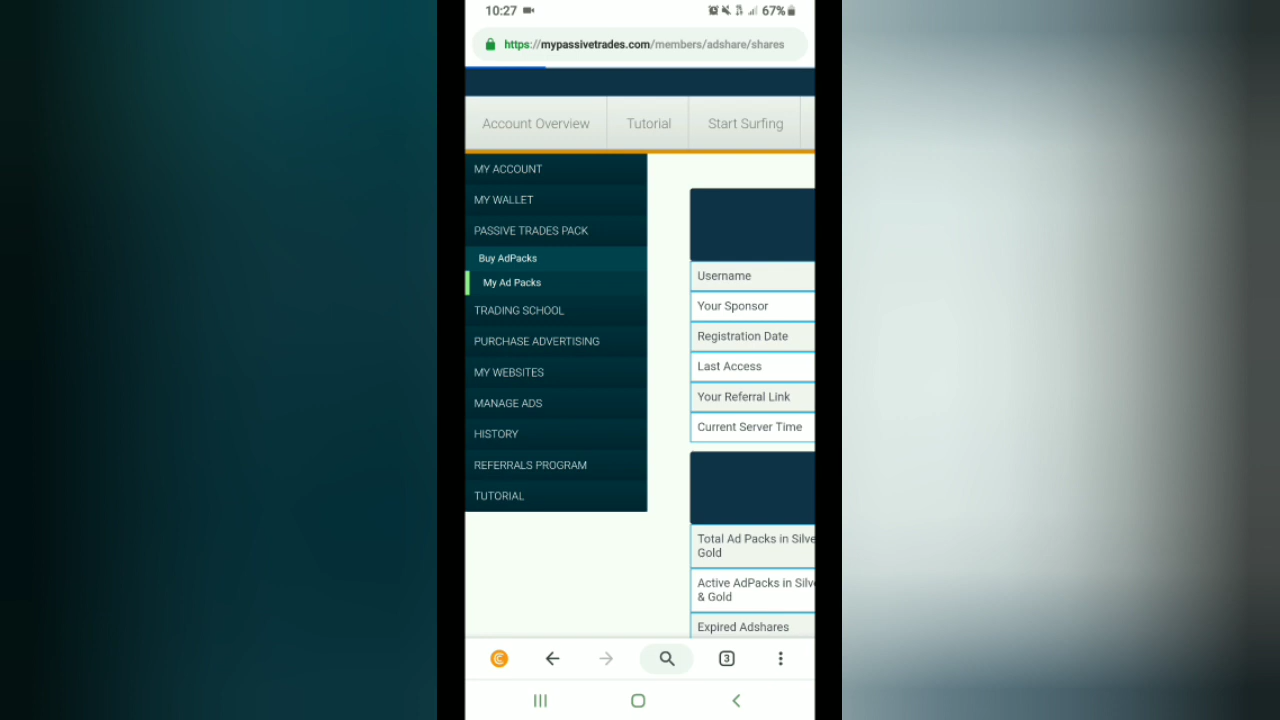 10:27
67%
https://mypassivetrades.com/members/adshare/shares
Account Overview
Tutorial
Start Surfing
MY ACCOUNT
MY WALLET
PASSIVE TRADES PACK
Buy AdPacks
My Ad Packs
TRADING SCHOOL
PURCHASE ADVERTISING
MY WEBSITES
MANAGE ADS
HISTORY
REFERRALS PROGRAM
TUTORIAL
Username
Your Sponsor
Registration Date
Last Access
Your Referral Link
Current Server Time
Total Ad Packs in Silve
Gold
Active AdPacks in Silv
& Gold
Expired Adshares
3